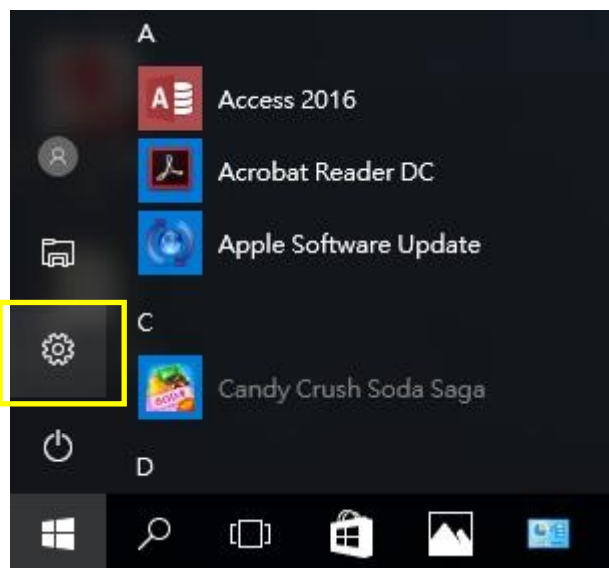 A
Access 2016
Acrobat Reader DC
Apple Software Update
C
Candy Crush Soda Saga
D